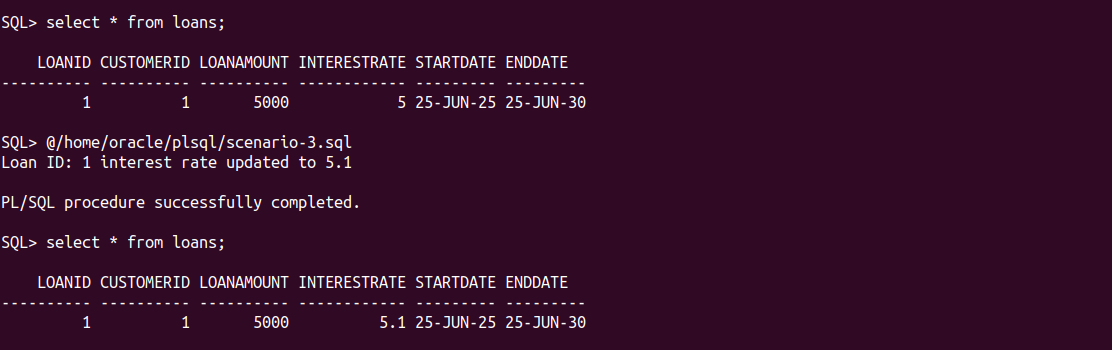 SQL> select * from loans;
    LOANID CUSTOMERID LOANAMOUNT INTERESTRATE STARTDATE ENDDATE
---------- ---------- ---------- ------------ --------- ---------
         1          1       5000            5 25-JUN-25 25-JUN-30
SQL> @/home/oracle/plsql/scenario-3.sql
Loan ID: 1 interest rate updated to 5.1
PL/SQL procedure successfully completed.
SQL> select * from loans;
    LOANID CUSTOMERID LOANAMOUNT INTERESTRATE STARTDATE ENDDATE
---------- ---------- ---------- ------------ --------- ---------
         1          1       5000          5.1 25-JUN-25 25-JUN-30